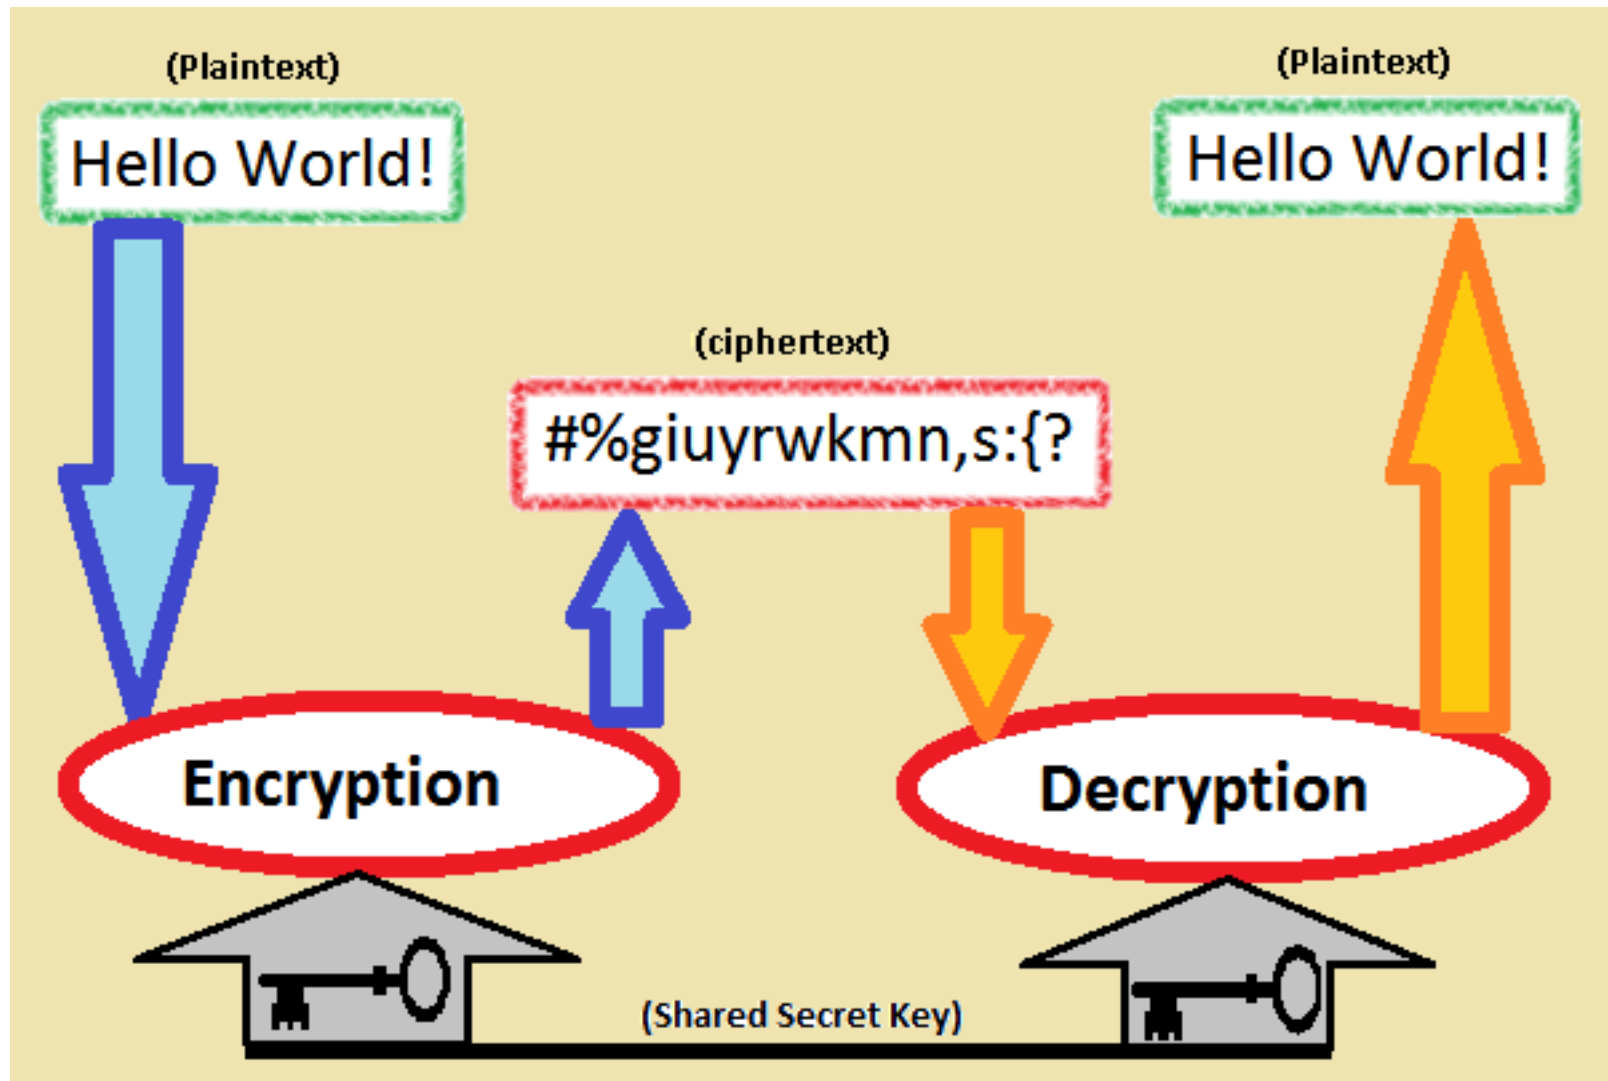 (Plaintext)
Hello World!
(Plaintext)
Hello World!
(ciphertext)
#%giuyrwkmn,s:{?
Encryption
Decryption
(Shared Secret Key)